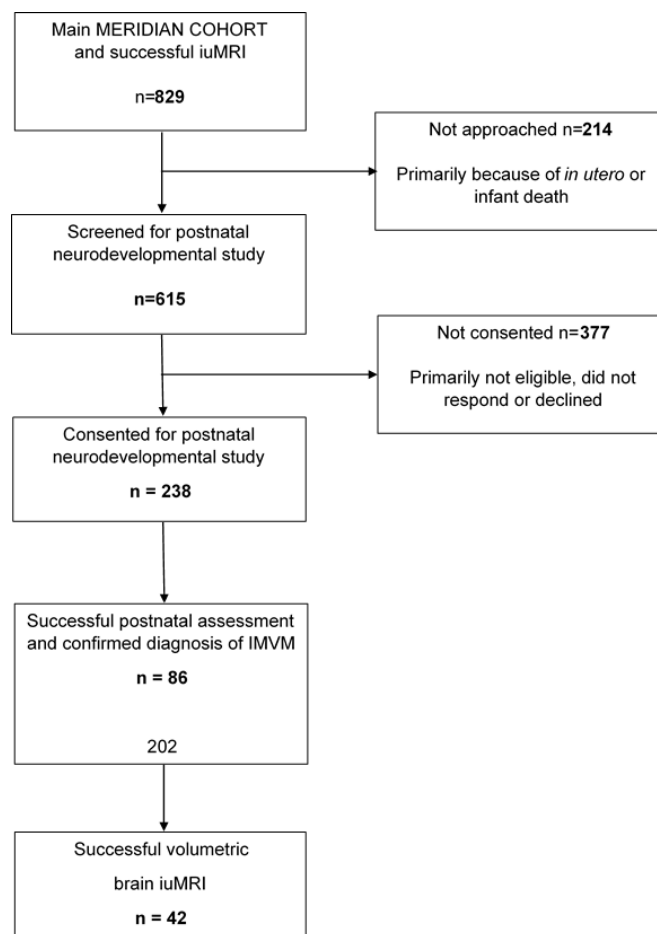 Main MERIDIAN COHORT
and successful iuMRI
n=829
Not approached n=214
Primarily because of in utero or
infant death
Screened for postnatal
neurodevelopmental study
n=615
Not consented n=377
Primarily not eligible, did not
respond or declined
Consented for postnatal
neurodevelopmental study
n = 238
Successful postnatal assessment
and confirmed diagnosis of IMVM
n = 86
202
Successful volumetric
brain iuMRI
n = 42